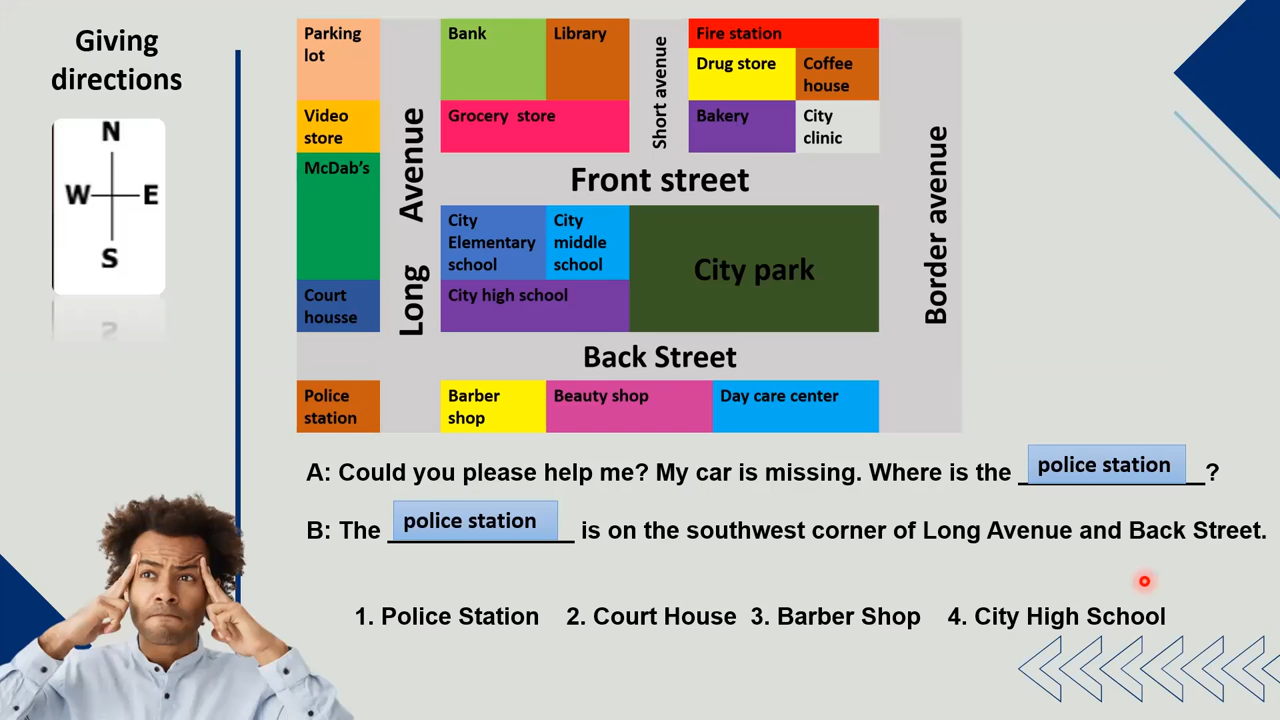 Giving
directions
N
W E
S
Parking
lot
Bank
Library
Fire station
Drug store
Coffee
house
Video
store
Grocery store
Short avenue
Bakery
City
clinic
McDab's
Long Avenue
Front street
Border avenue
City
Elementary
school
City
middle
school
City park
Court
housse
City high school
Back Street
Police
station
Barber
shop
Beauty shop
Day care center
A: Could you please help me? My car is missing. Where is the police station?
B: The police station is on the southwest corner of Long Avenue and Back Street.
1. Police Station 2. Court House 3. Barber Shop 4. City High School